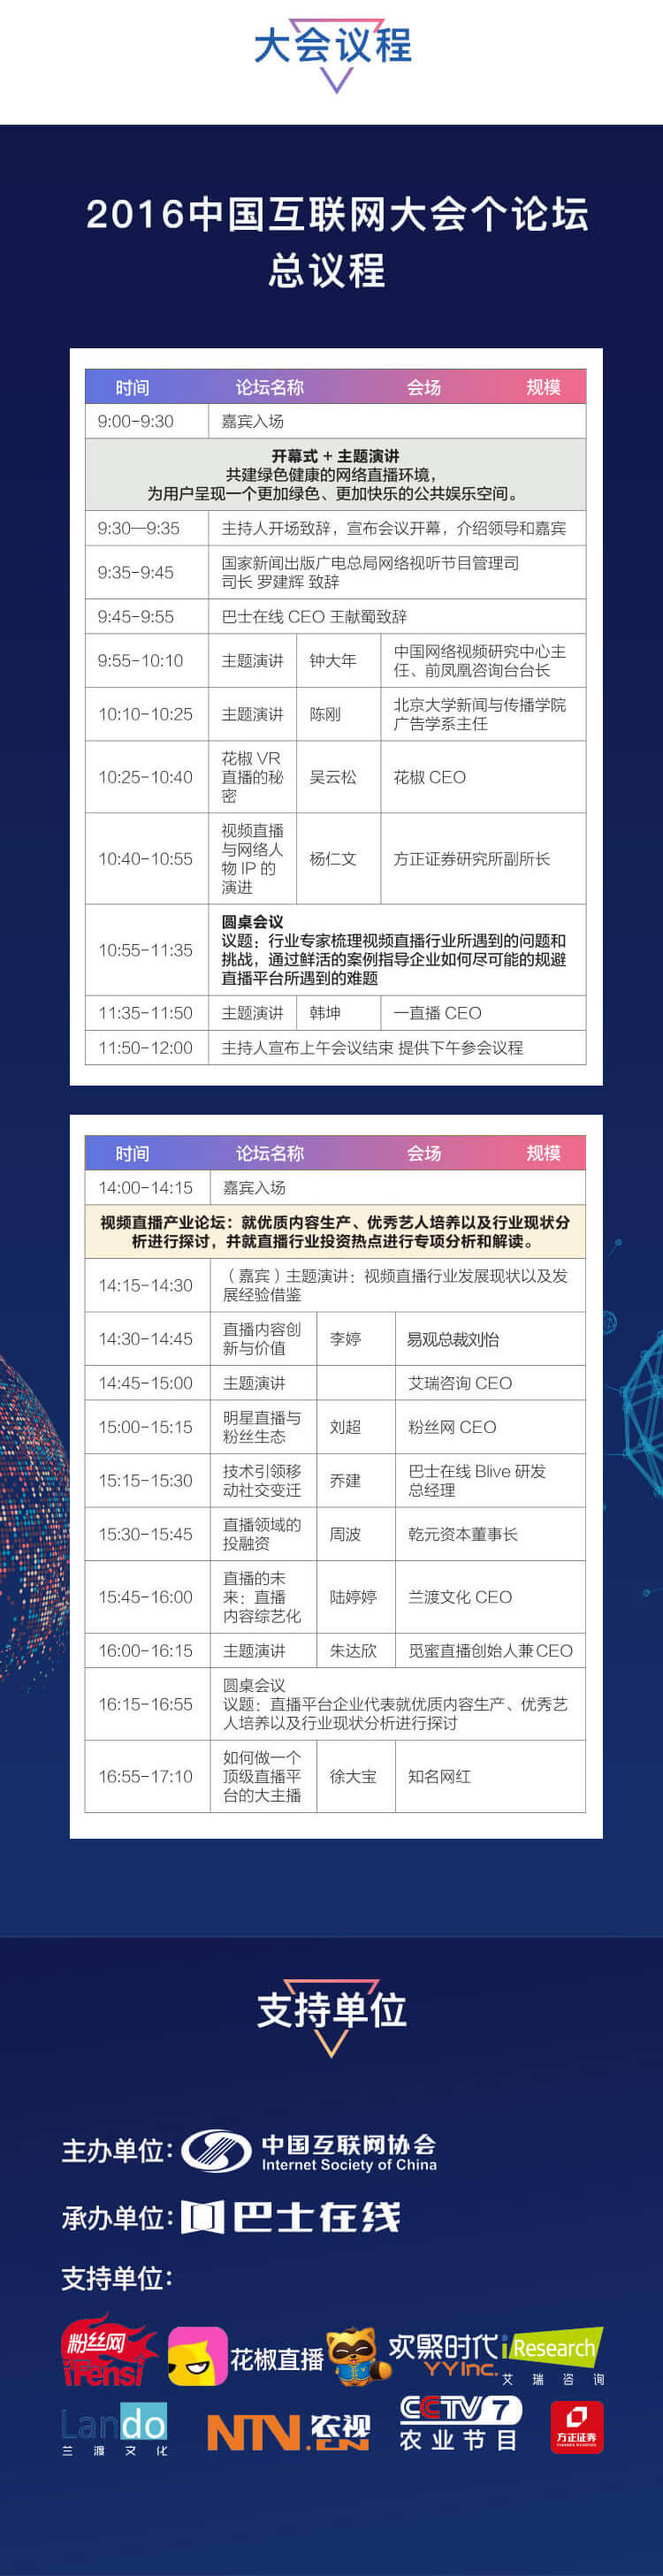 大会议程
2016中国互联网大会个论坛
总议程
时间 论坛名称 会场 规模
9:00-9:30 嘉宾入场
开幕式 + 主题演讲
共建绿色健康的网络直播环境，
为用户呈现一个更加绿色、更加快乐的公共娱乐空间。
9:30—9:35 主持人开场致辞，宣布会议开幕，介绍领导和嘉宾
9:35-9:45 国家新闻出版广电总局网络视听节目管理司
司长 罗建辉 致辞
9:45-9:55 巴士在线 CEO 王献蜀致辞
9:55-10:10 主题演讲 钟大年 中国网络视频研究中心主
任、前凤凰咨询台台长
10:10-10:25 主题演讲 陈刚 北京大学新闻与传播学院
广告学系主任
10:25-10:40 花椒 VR
直播的秘
密
吴云松 花椒 CEO
10:40-10:55 视频直播
与网络人
物 IP 的
演进
杨仁文 方正证券研究所副所长
10:55-11:35 圆桌会议
议题：行业专家梳理视频直播行业所遇到的问题和
挑战，通过鲜活的案例指导企业如何尽可能的规避
直播平台所遇到的难题
11:35-11:50 主题演讲 韩坤 一直播 CEO
11:50-12:00 主持人宣布上午会议结束 提供下午参会议程
时间 论坛名称 会场 规模
14:00-14:15 嘉宾入场
视频直播产业论坛：就优质内容生产、优秀艺人培养以及行业现状分
析进行探讨，并就直播行业投资热点进行专项分析和解读。
14:15-14:30 （嘉宾）主题演讲：视频直播行业发展现状以及发
展经验借鉴
14:30-14:45 直播内容创
新与价值
李婷 易观总裁刘怡
14:45-15:00 主题演讲 艾瑞咨询 CEO
15:00-15:15 明星直播与
粉丝生态
刘超 粉丝网 CEO
15:15-15:30 技术引领移
动社交变迁
乔建 巴士在线 Blive 研发
总经理
15:30-15:45 直播领域的
投融资
周波 乾元资本董事长
15:45-16:00 直播的未
来：直播
内容综艺化
陆婷婷 兰渡文化 CEO
16:00-16:15 主题演讲 朱达欣 觅蜜直播创始人兼CEO
16:15-16:55 圆桌会议
议题：直播平台企业代表就优质内容生产、优秀艺
人培养以及行业现状分析进行探讨
16:55-17:10 如何做一个
顶级直播平
台的大主播
徐大宝 知名网红
支持单位
主办单位： 中国互联网协会
Internet Society of China
承办单位： 巴士在线
支持单位：
粉丝网
iFensi
花椒直播
欢聚时代
YY Inc.
iResearch
艾瑞咨询
Lando
兰渡文化
NTV.农视
.CN
CCTV 7
农业节目
方正证券